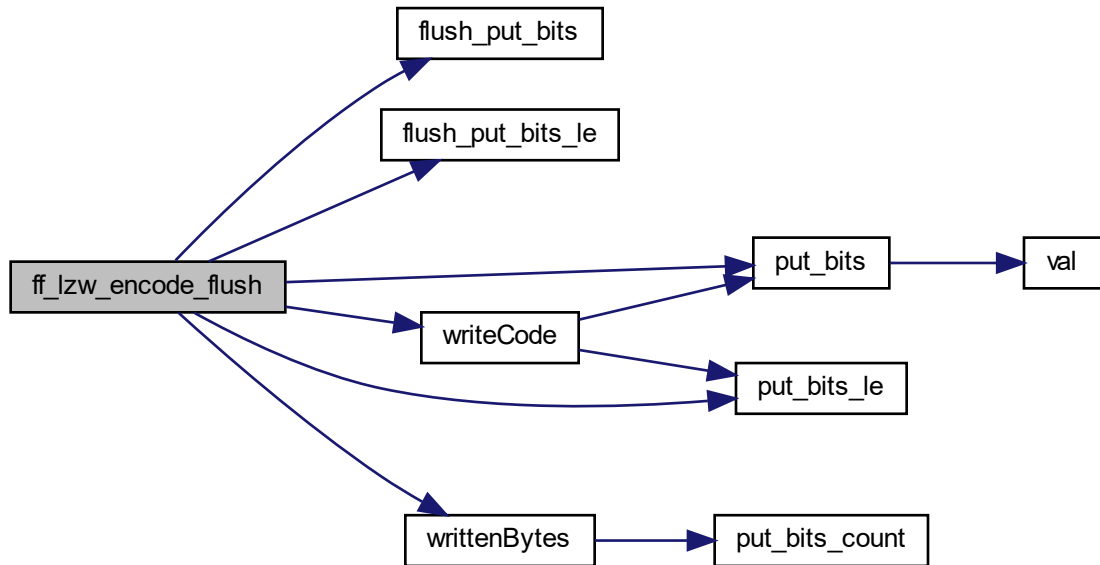 flush_put_bits
flush_put_bits_le
ff_lzw_encode_flush
put_bits
val
writeCode
put_bits_le
writtenBytes
put_bits_count